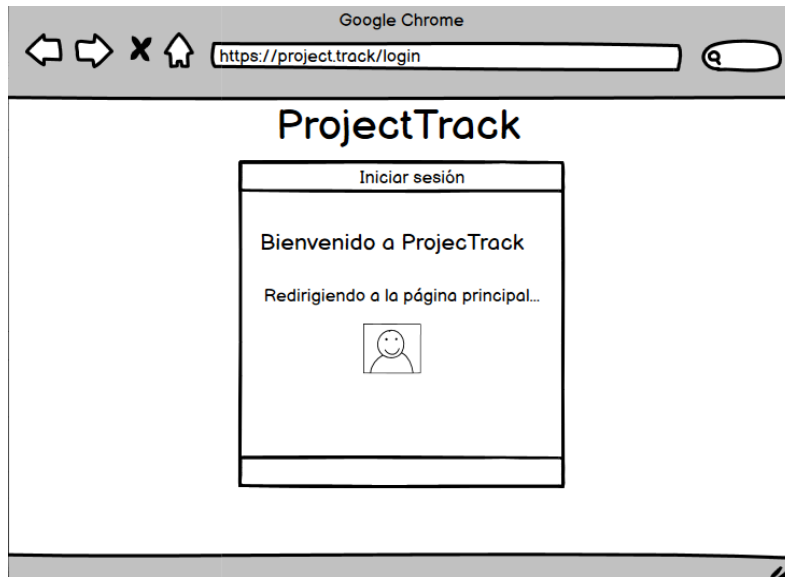 Google Chrome
https://project.track/login
ProjectTrack
Iniciar sesión
Bienvenido a ProjecTrack
Redirigiendo a la página principal...